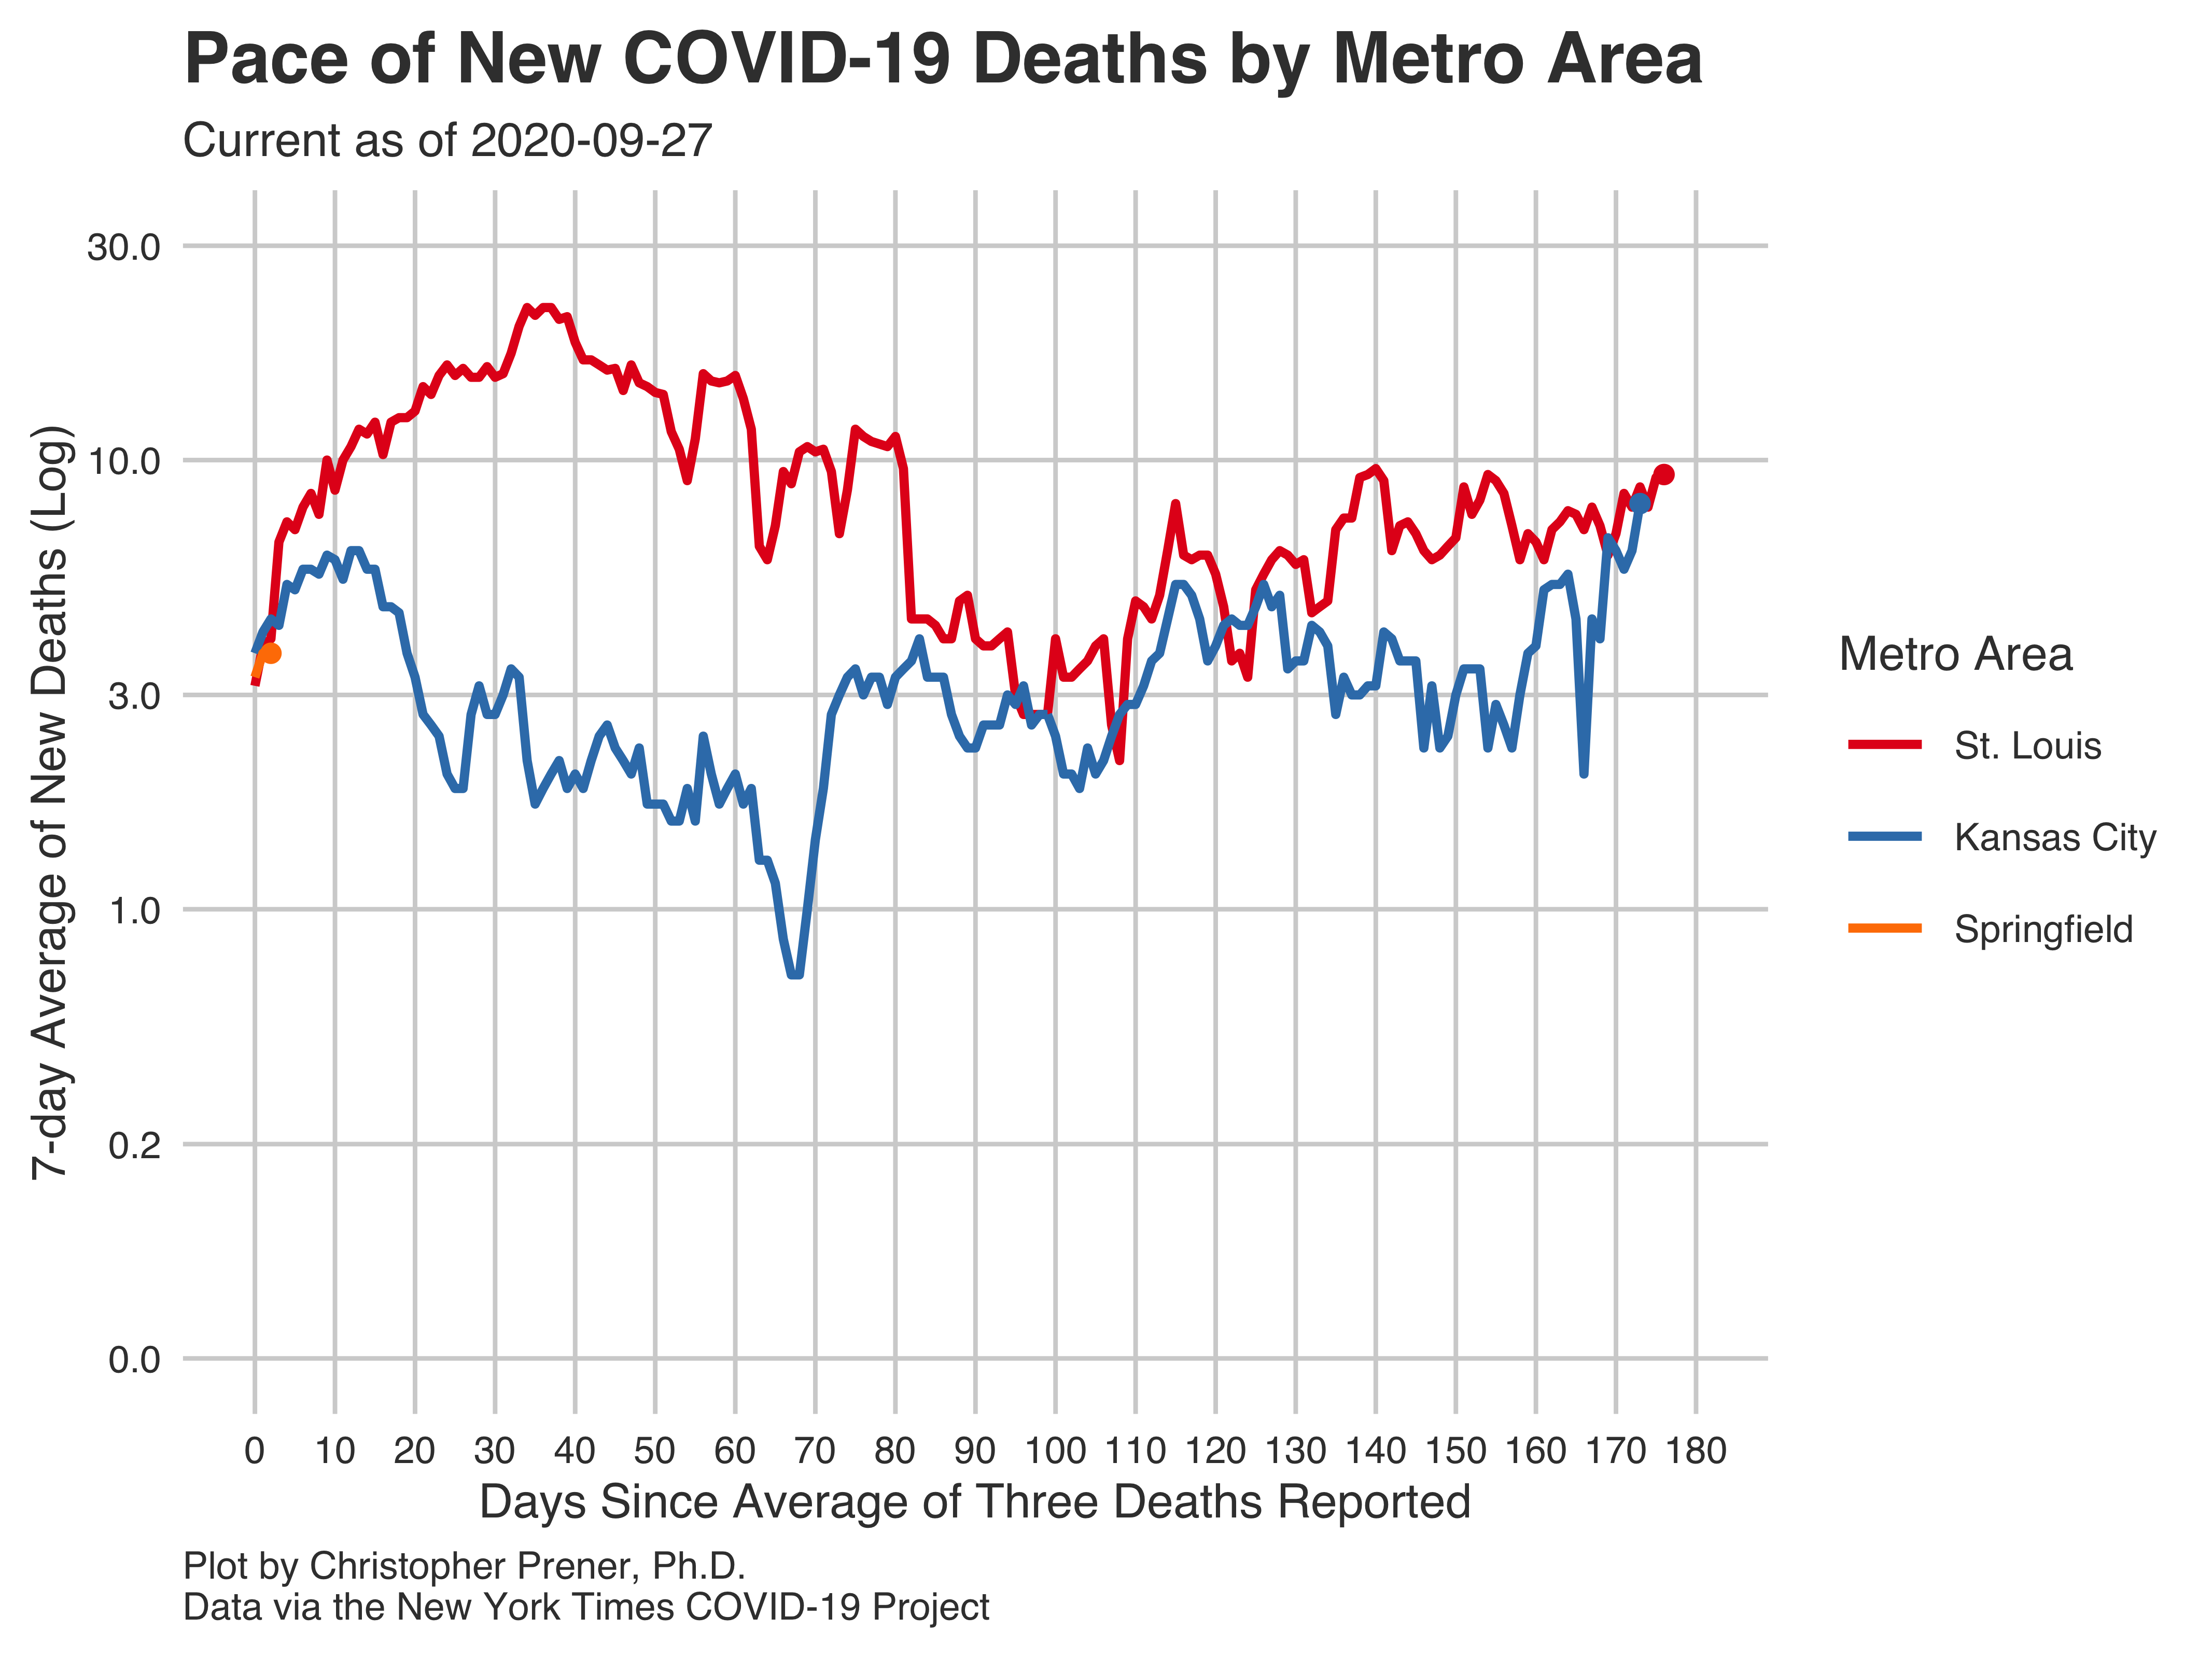 Pace of New COVID-19 Deaths by Metro Area
Current as of 2020-09-27
7-day Average of New Deaths (Log)
30.0
10.0
3.0
1.0
0.2
0.0
0 10 20 30 40 50 60 70 80 90 100 110 120 130 140 150 160 170 180
Days Since Average of Three Deaths Reported
Metro Area
St. Louis
Kansas City
Springfield
Plot by Christopher Prener, Ph.D.
Data via the New York Times COVID-19 Project